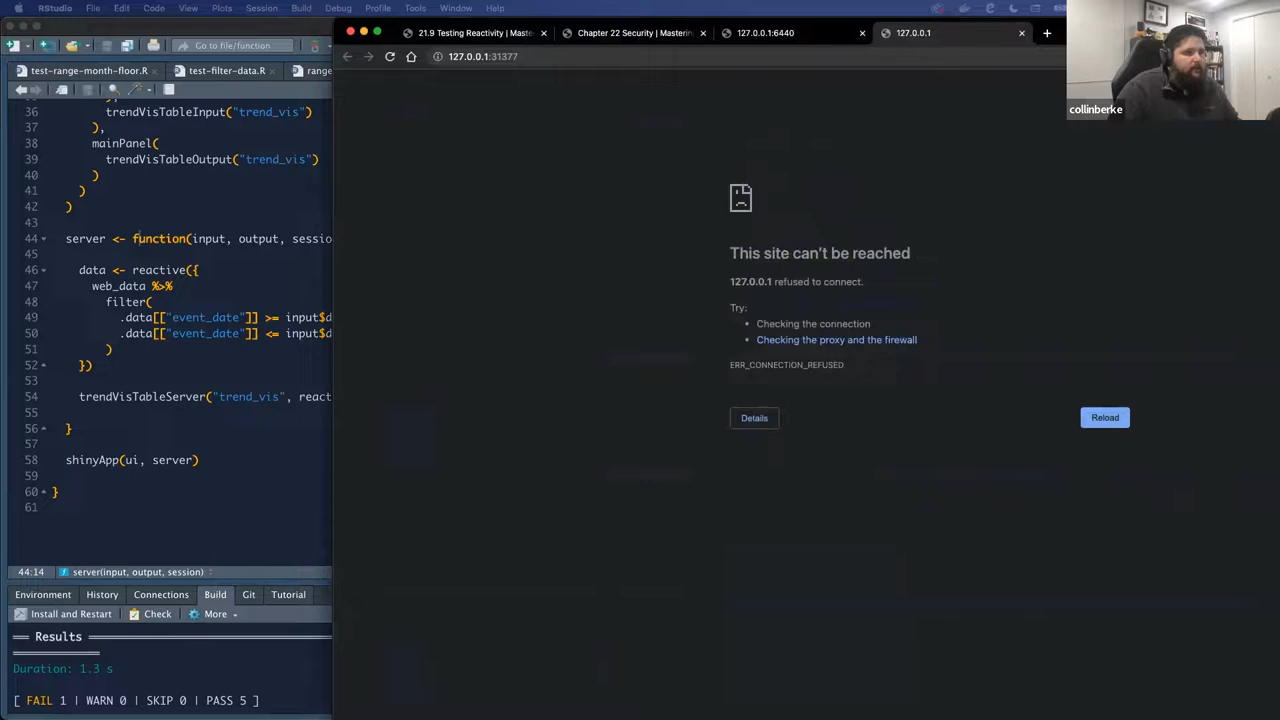 RStudio File Edit Code View Plots Session Build Debug Profile Tools Window Help
Go to file/function
21.9 Testing Reactivity | Maste
Chapter 22 Security | Masterin
127.0.0.1:6440
127.0.0.1
127.0.0.1:31377
test-range-month-floor.R
test-filter-data.R
range
collinberke
36 trendVisTableInput("trend_vis")
37 ),
38 mainPanel(
39 trendVisTableOutput("trend_vis")
40 )
41 )
42 )
43
44 server <- function(input, output, sessio
45
46 data <- reactive({
47 web_data %>%
48 filter(
49 .data[["event_date"]] >= input$d
50 .data[["event_date"]] <= input$d
51 )
52 })
53
54 trendVisTableServer("trend_vis", react
55
56 }
57
58 shinyApp(ui, server)
59
60 }
61
44:14 server(input, output, session)
Environment History Connections Build Git Tutorial
Install and Restart Check More
== Results
Duration: 1.3 s
[ FAIL 1 | WARN 0 | SKIP 0 | PASS 5 ]
This site can't be reached
127.0.0.1 refused to connect.
Try:
• Checking the connection
• Checking the proxy and the firewall
ERR_CONNECTION_REFUSED
Details
Reload